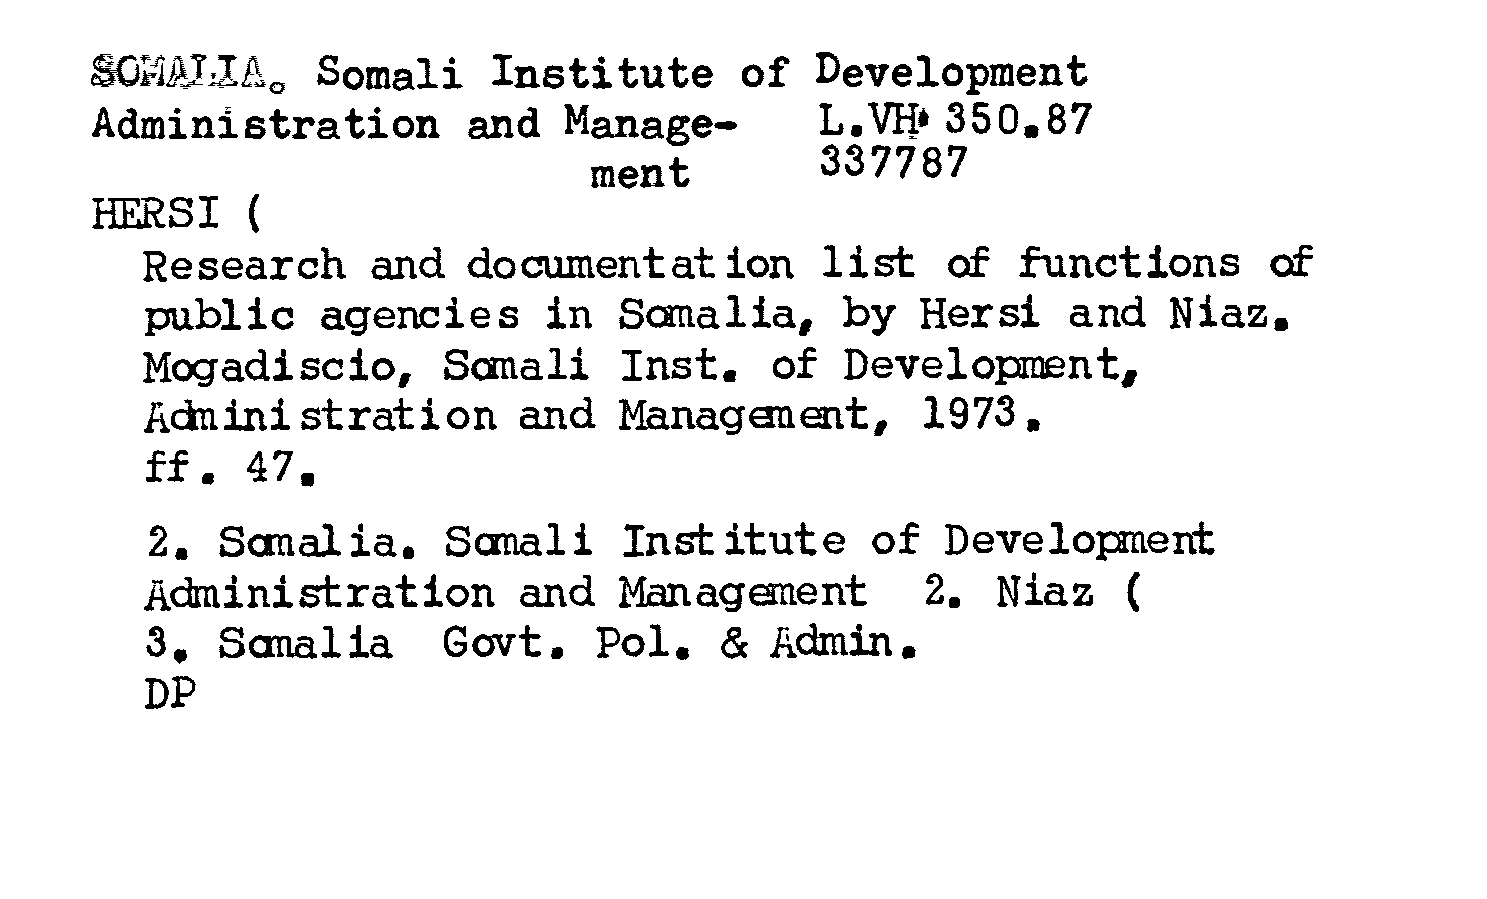 SOMALIA. Somali Institute of Development
Administration and Manage- L.VH 350.87
ment 337787
HERSI (
Research and documentation list of functions of
public agencies in Somalia, by Hersi and Niaz.
Mogadiscio, Somali Inst. of Development,
Administration and Management, 1973.
ff. 47.
2. Somalia. Somali Institute of Development
Administration and Management 2. Niaz (
3. Somalia Govt. Pol. & Admin.
DP